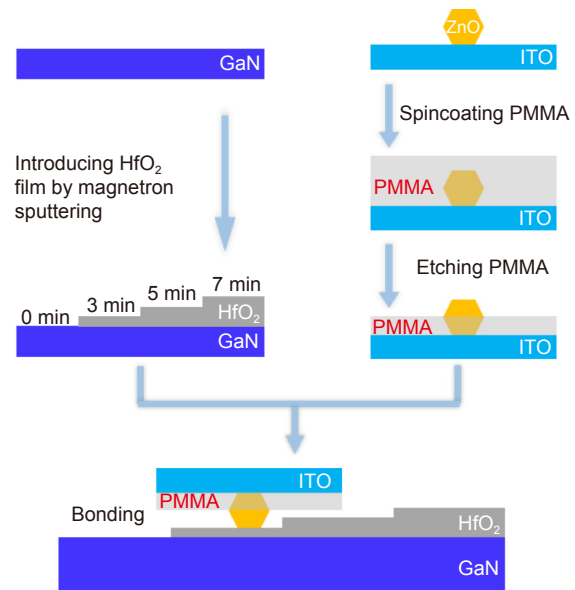 GaN
ZnO
ITO
Introducing HfO₂
film by magnetron
sputtering
Spincoating PMMA
PMMA
ITO
Etching PMMA
0 min
3 min
5 min
7 min
HfO₂
GaN
PMMA
ITO
Bonding
ITO
PMMA
HfO₂
GaN